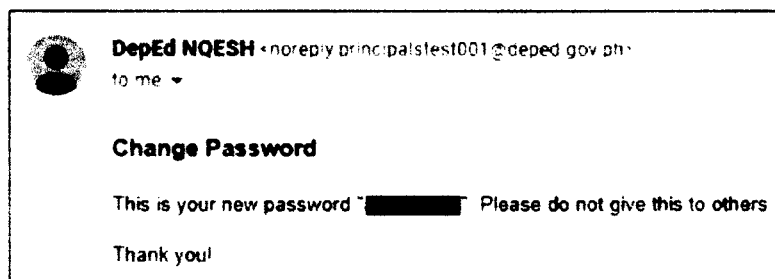 DepEd NQESH <noreply.principalstest001@deped.gov.ph>
to me
Change Password
This is your new password " " Please do not give this to others
Thank you!